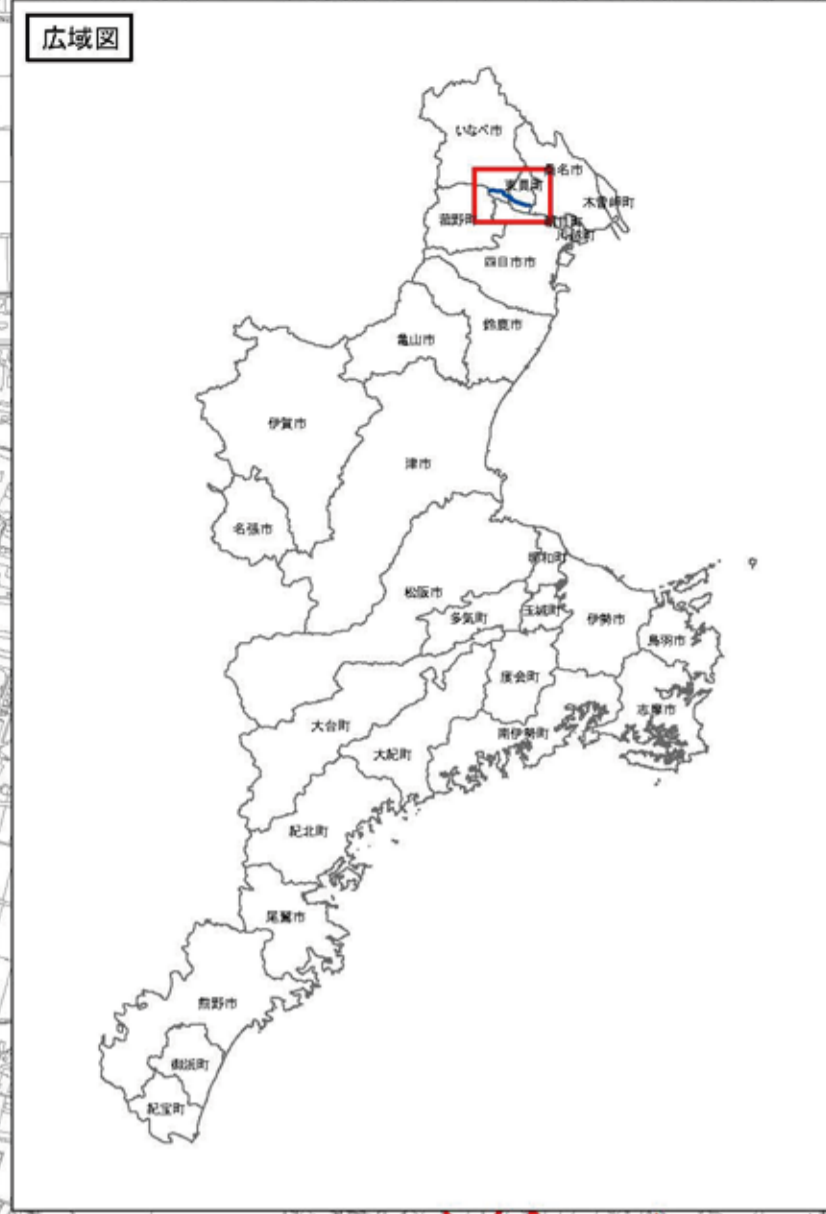 広域図
いなべ市
桑名市
東員町
木曽岬町
菰野町
朝日町
川越町
四日市市
鈴鹿市
亀山市
伊賀市
津市
名張市
明和町
松阪市
玉城町
多気町
伊勢市
鳥羽市
度会町
志摩市
大台町
南伊勢町
大紀町
紀北町
尾鷲市
熊野市
御浜町
紀宝町